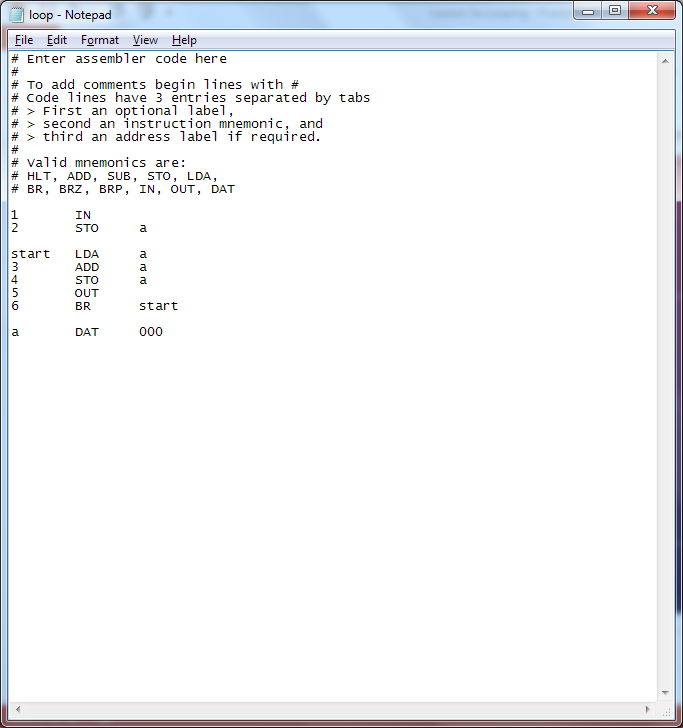 loop - Notepad
File Edit Format View Help
# Enter assembler code here
#
# To add comments begin lines with #
# Code lines have 3 entries separated by tabs
# > First an optional label,
# > second an instruction mnemonic, and
# > third an address label if required.
#
# Valid mnemonics are:
# HLT, ADD, SUB, STO, LDA,
# BR, BRZ, BRP, IN, OUT, DAT
1 IN
2 STO a
start LDA a
3 ADD a
4 STO a
5 OUT
6 BR start
a DAT 000